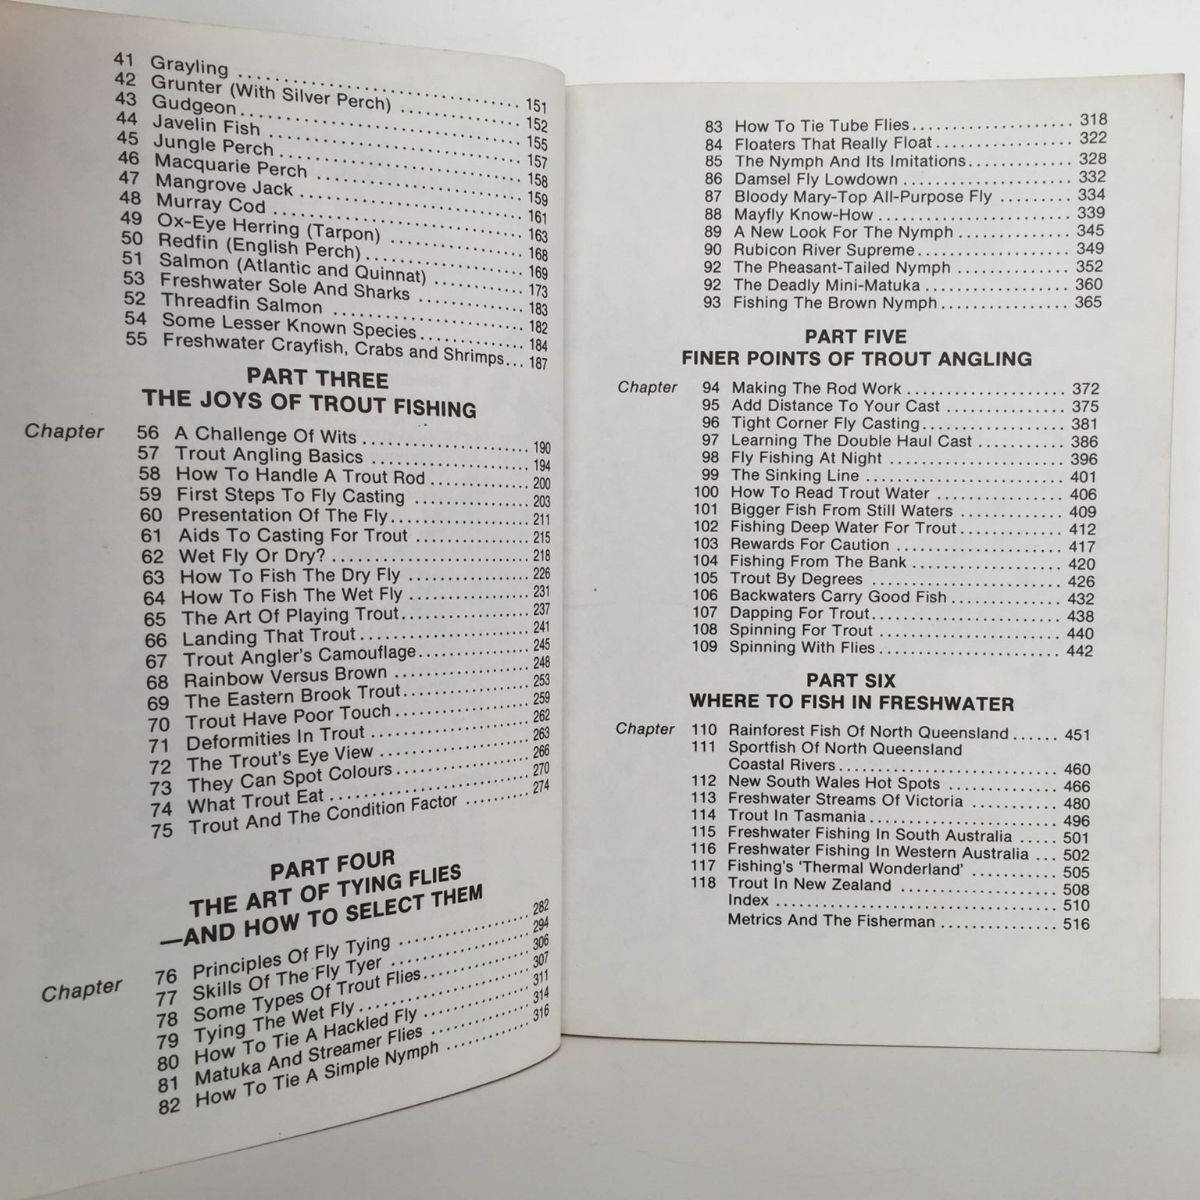 41 Grayling 151
42 Grunter (With Silver Perch) 152
43 Gudgeon 155
44 Javelin Fish 157
45 Jungle Perch 158
46 Macquarie Perch 159
47 Mangrove Jack 161
48 Murray Cod 163
49 Ox-Eye Herring (Tarpon) 168
50 Redfin (English Perch) 169
51 Salmon (Atlantic and Quinnat) 173
53 Freshwater Sole And Sharks 183
52 Threadfin Salmon 182
54 Some Lesser Known Species 184
55 Freshwater Crayfish, Crabs and Shrimps... 187
PART THREE
THE JOYS OF TROUT FISHING
Chapter 56 A Challenge Of Wits 190
57 Trout Angling Basics 194
58 How To Handle A Trout Rod 200
59 First Steps To Fly Casting 203
60 Presentation Of The Fly 211
61 Aids To Casting For Trout 215
62 Wet Fly Or Dry? 218
63 How To Fish The Dry Fly 226
64 How To Fish The Wet Fly 231
65 The Art Of Playing Trout 237
66 Landing That Trout 241
67 Trout Angler's Camouflage 245
68 Rainbow Versus Brown 248
69 The Eastern Brook Trout 253
70 Trout Have Poor Touch 259
71 Deformities In Trout 262
72 The Trout's Eye View 263
73 They Can Spot Colours 266
74 What Trout Eat 270
75 Trout And The Condition Factor 274
PART FOUR
THE ART OF TYING FLIES
—AND HOW TO SELECT THEM
Chapter 76 Principles Of Fly Tying 282
77 Skills Of The Fly Tyer 294
78 Some Types Of Trout Flies 306
79 Tying The Wet Fly 307
80 How To Tie A Hackled Fly 311
81 Matuka And Streamer Flies 314
82 How To Tie A Simple Nymph 316
83 How To Tie Tube Flies 318
84 Floaters That Really Float 322
85 The Nymph And Its Imitations 328
86 Damsel Fly Lowdown 332
87 Bloody Mary-Top All-Purpose Fly 334
88 Mayfly Know-How 339
89 A New Look For The Nymph 345
90 Rubicon River Supreme 349
92 The Pheasant-Tailed Nymph 352
92 The Deadly Mini-Matuka 360
93 Fishing The Brown Nymph 365
PART FIVE
FINER POINTS OF TROUT ANGLING
Chapter 94 Making The Rod Work 372
95 Add Distance To Your Cast 375
96 Tight Corner Fly Casting 381
97 Learning The Double Haul Cast 386
98 Fly Fishing At Night 396
99 The Sinking Line 401
100 How To Read Trout Water 406
101 Bigger Fish From Still Waters 409
102 Fishing Deep Water For Trout 412
103 Rewards For Caution 417
104 Fishing From The Bank 420
105 Trout By Degrees 426
106 Backwaters Carry Good Fish 432
107 Dapping For Trout 438
108 Spinning For Trout 440
109 Spinning With Flies 442
PART SIX
WHERE TO FISH IN FRESHWATER
Chapter 110 Rainforest Fish Of North Queensland 451
111 Sportfish Of North Queensland
Coastal Rivers 460
112 New South Wales Hot Spots 466
113 Freshwater Streams Of Victoria 480
114 Trout In Tasmania 496
115 Freshwater Fishing In South Australia 501
116 Freshwater Fishing In Western Australia ... 502
117 Fishing's 'Thermal Wonderland' 505
118 Trout In New Zealand 508
Index 510
Metrics And The Fisherman 516